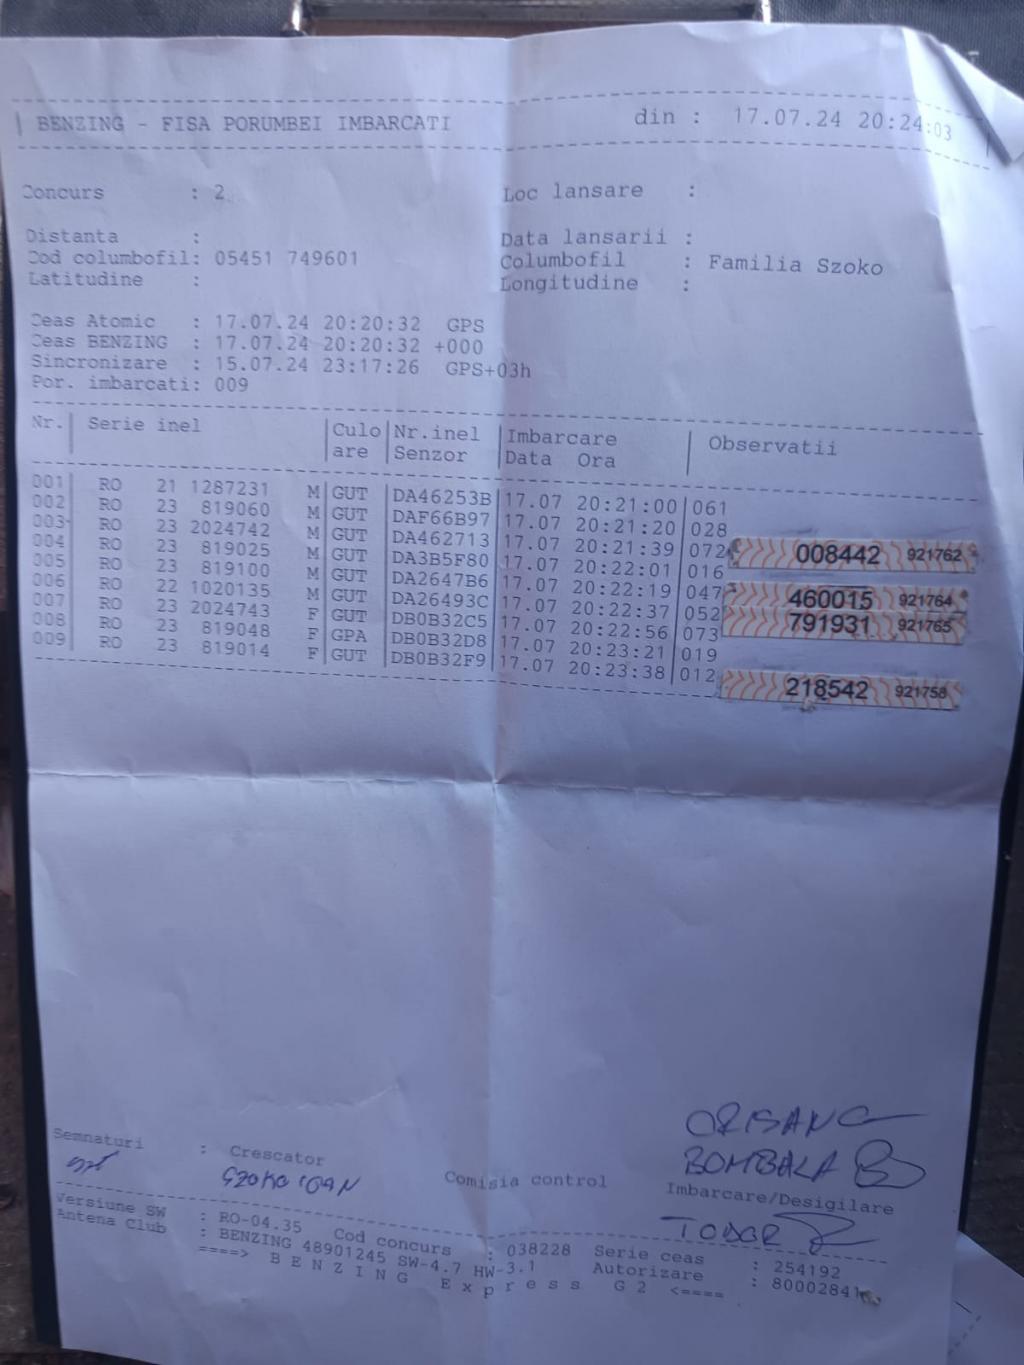 BENZING - FISA PORUMBEI IMBARCATI din : 17.07.24 20:24:03
Concurs : 2 Loc lansare :
Distanta : Data lansarii :
Cod columbofil: 05451 749601 Columbofil : Familia Szoko
Latitudine : Longitudine :
Ceas Atomic : 17.07.24 20:20:32 GPS
Ceas BENZING : 17.07.24 20:20:32 +000
Sincronizare : 15.07.24 23:17:26 GPS+03h
Por. imbarcati: 009
Nr. | Serie inel | Culo | Nr.inel | Imbarcare | Observatii
are | Senzor | Data Ora
001 RO 21 1287231 M GUT DA46253B 17.07 20:21:00 061
002 RO 23 819060 M GUT DAF66B97 17.07 20:21:20 028
003 RO 23 2024742 M GUT DA462713 17.07 20:21:39 072 008442 921762
004 RO 23 819025 M GUT DA3B5F80 17.07 20:22:01 016
005 RO 23 819100 M GUT DA2647B6 17.07 20:22:19 047 460015 921764
006 RO 22 1020135 M GUT DA26493C 17.07 20:22:37 052 791931 921765
007 RO 23 2024743 F GUT DB0B32C5 17.07 20:22:56 073
008 RO 23 819048 F GPA DB0B32D8 17.07 20:23:21 019
009 RO 23 819014 F GUT DB0B32F9 17.07 20:23:38 012 218542 921758
CRISAN C
BOMBALA
Semnaturi : Crescator Comisia control Imbarcare/Desigilare
SZOKO IOAN
TODOR
Versiune SW : RO-04.35 Cod concurs : 038228 Serie ceas : 254192
Antena Club : BENZING 48901245 SW-4.7 HW-3.1 Autorizare : 80002841
====> B E N Z I N G E x p r e s s G 2 <====